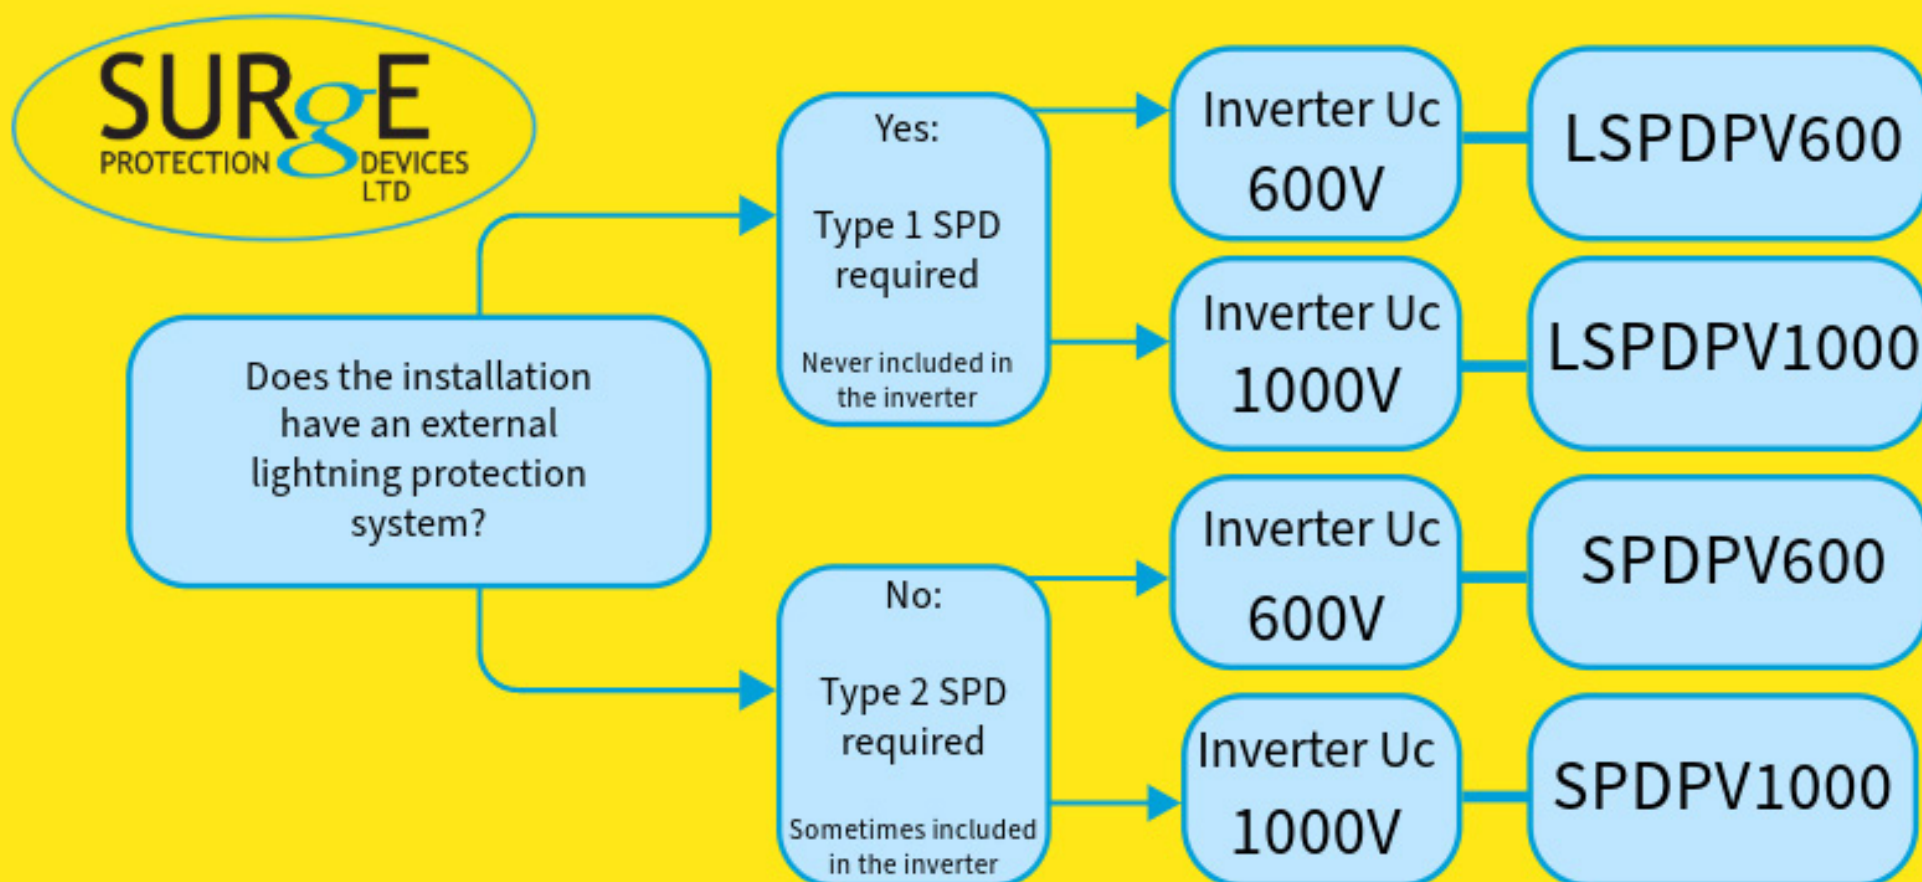 SURgE
PROTECTION DEVICES
LTD
Does the installation
have an external
lightning protection
system?
Yes:
Type 1 SPD
required
Never included in
the inverter
Inverter Uc
600V
LSPDPV600
Inverter Uc
1000V
LSPDPV1000
No:
Type 2 SPD
required
Sometimes included
in the inverter
Inverter Uc
600V
SPDPV600
Inverter Uc
1000V
SPDPV1000